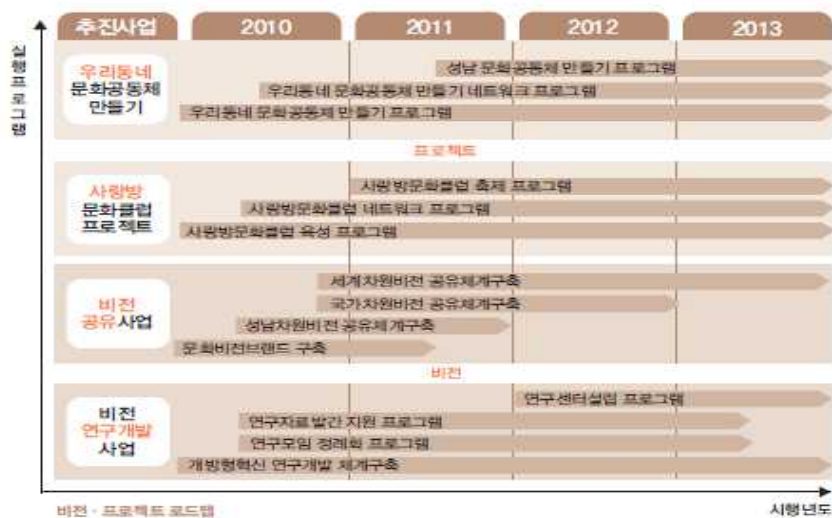 추진사업 2010 2011 2012 2013
실행프로그램
우리동네
문화공동체
만들기
성남 문화공동체 만들기 프로그램
우리동네 문화공동체 만들기 네트워크 프로그램
우리동네 문화공동체 만들기 프로그램
프로젝트
사랑방
문화클럽
프로젝트
사랑방문화클럽 축제 프로그램
사랑방문화클럽 네트워크 프로그램
사랑방문화클럽 육성 프로그램
비전
공유사업
세계차원비전 공유체계구축
국가차원비전 공유체계구축
성남차원비전 공유체계구축
문화비전브랜드 구축
비전
비전
연구개발
사업
연구센터설립 프로그램
연구자료발간 지원 프로그램
연구모임 정례화 프로그램
개방형혁신 연구개발 체계구축
비전 · 프로젝트 로드맵
시행년도